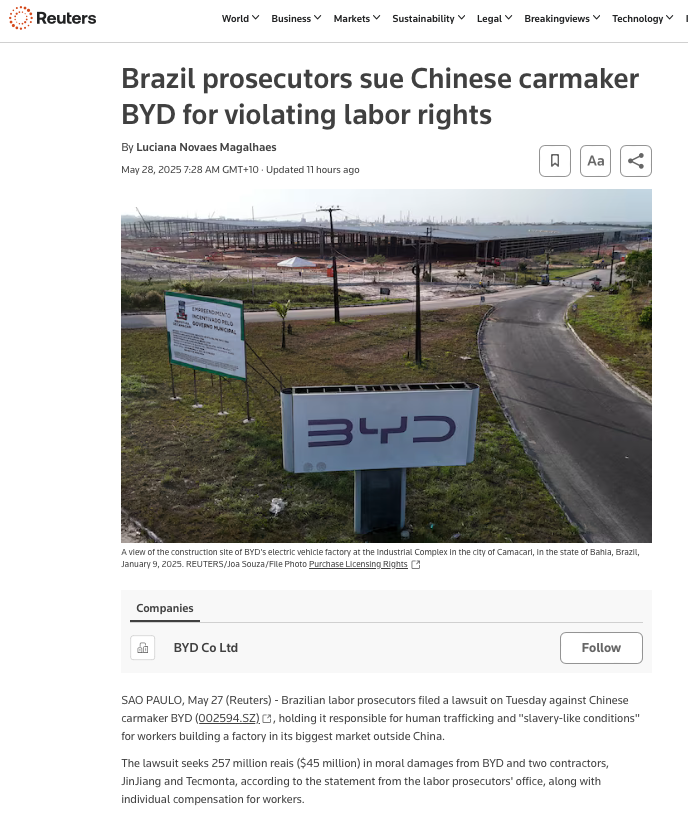 Reuters
World
Business
Markets
Sustainability
Legal
Breakingviews
Technology
Brazil prosecutors sue Chinese carmaker
BYD for violating labor rights
By Luciana Novaes Magalhaes
May 28, 2025 7:28 AM GMT+10 · Updated 11 hours ago
Aa
EMPREENDIMENTO
INCENTIVADO PELO
GOVERNO MUNICIPAL
BYD
A view of the construction site of BYD's electric vehicle factory at the Industrial Complex in the city of Camacari, in the state of Bahia, Brazil,
January 9, 2025. REUTERS/Joa Souza/File Photo Purchase Licensing Rights
Companies
BYD Co Ltd
Follow
SAO PAULO, May 27 (Reuters) - Brazilian labor prosecutors filed a lawsuit on Tuesday against Chinese
carmaker BYD (002594.SZ) , holding it responsible for human trafficking and "slavery-like conditions"
for workers building a factory in its biggest market outside China.
The lawsuit seeks 257 million reais ($45 million) in moral damages from BYD and two contractors,
JinJiang and Tecmonta, according to the statement from the labor prosecutors' office, along with
individual compensation for workers.